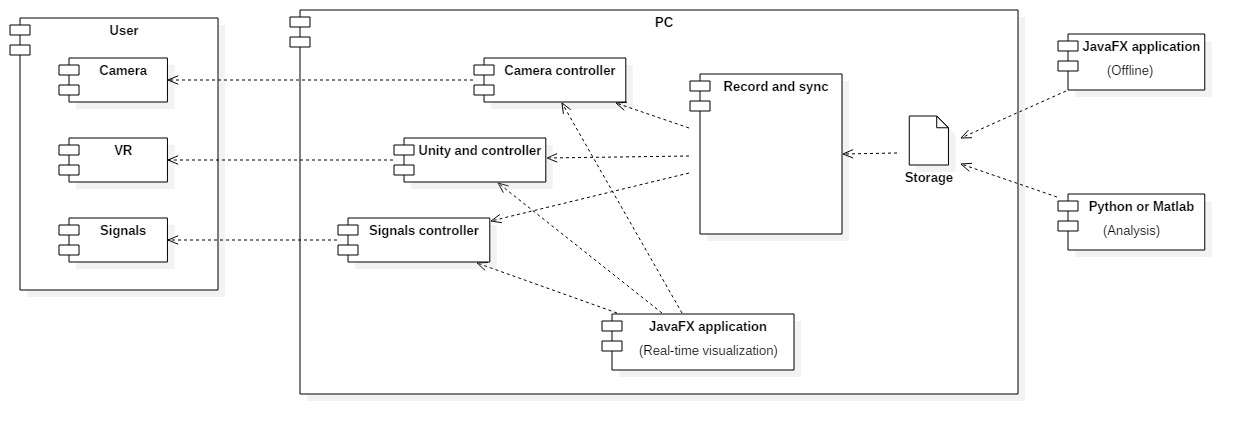 User
PC
JavaFX application
(Offline)
Camera
Camera controller
Record and sync
VR
Unity and controller
Storage
Signals
Signals controller
Python or Matlab
(Analysis)
JavaFX application
(Real-time visualization)